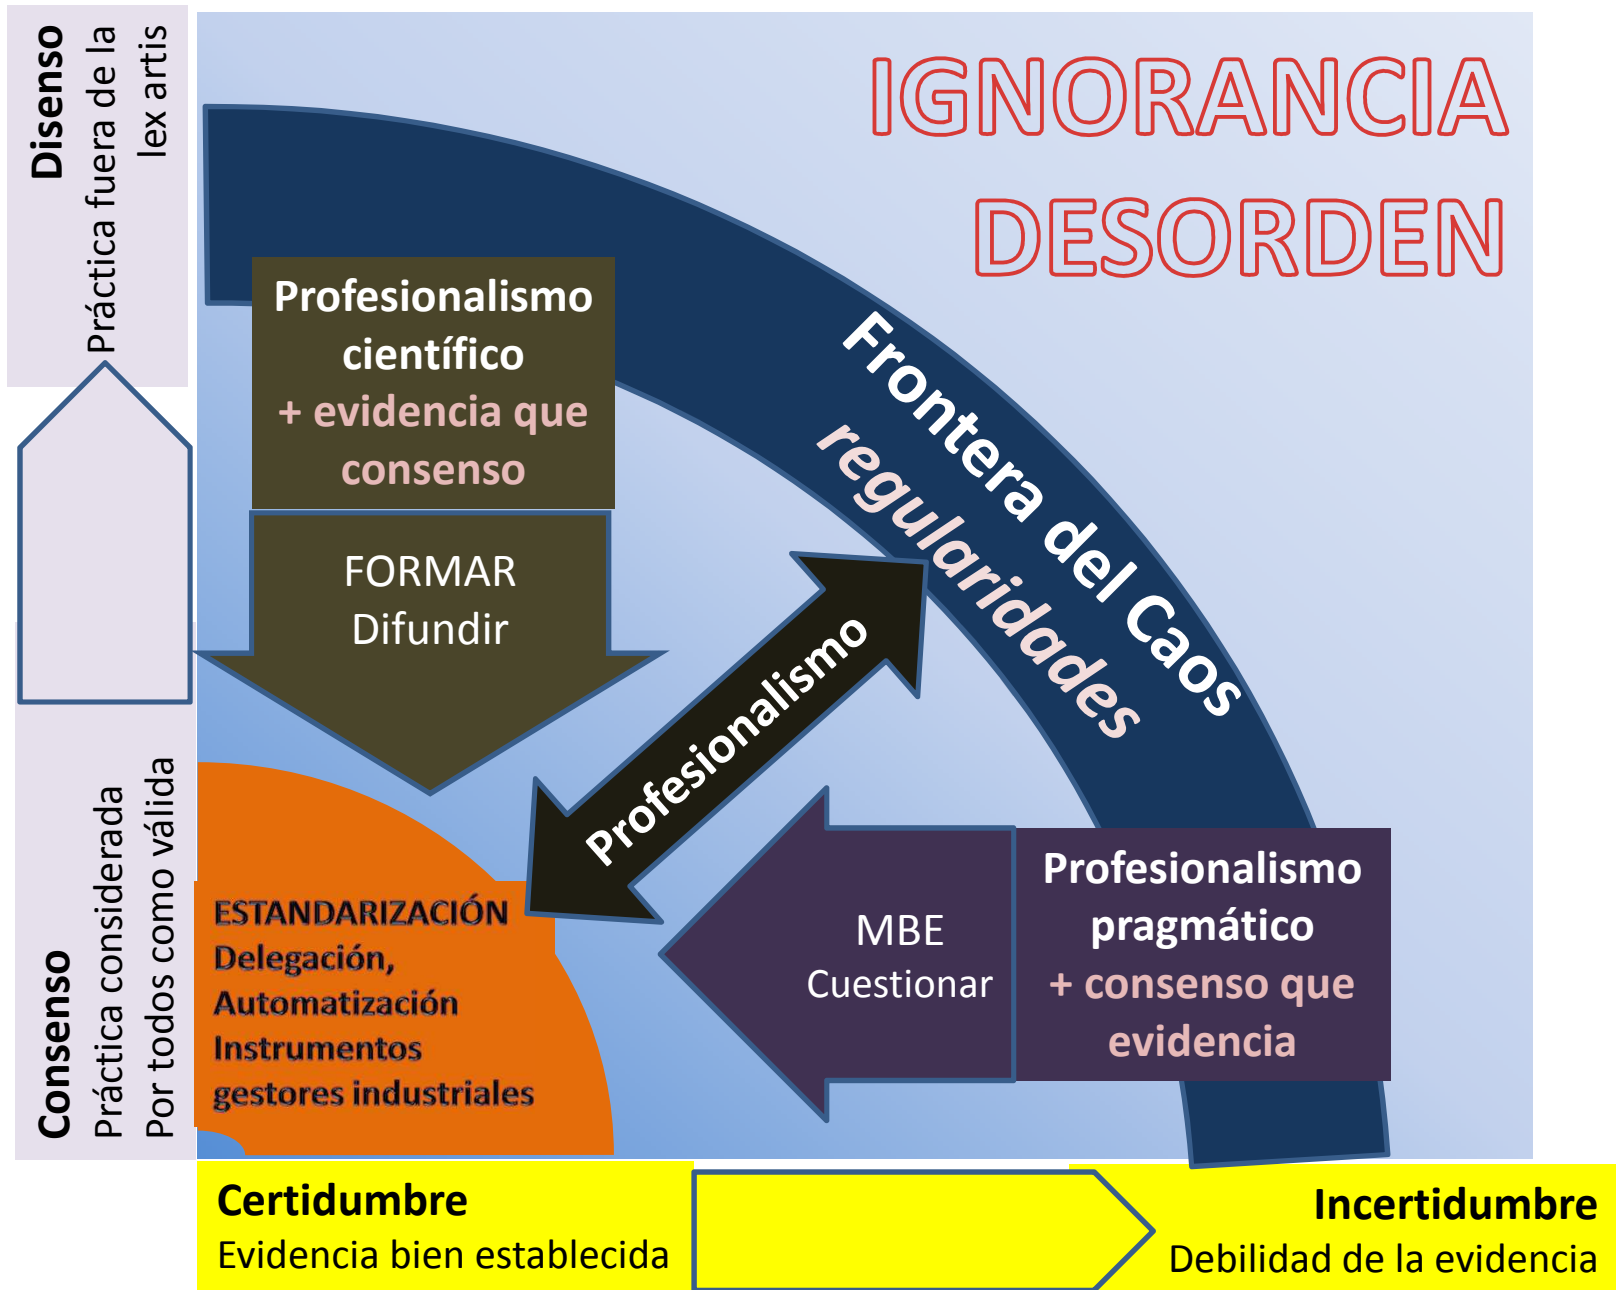 Disenso
Práctica fuera de la
lex artis
IGNORANCIA
DESORDEN
Profesionalismo
científico
+ evidencia que
consenso
FORMAR
Difundir
Frontera del Caos
regularidades
Profesionalismo
Consenso
Práctica considerada
Por todos como válida
ESTANDARIZACIÓN
Delegación,
Automatización
Instrumentos
gestores industriales
MBE
Cuestionar
Profesionalismo
pragmático
+ consenso que
evidencia
Certidumbre
Evidencia bien establecida
Incertidumbre
Debilidad de la evidencia